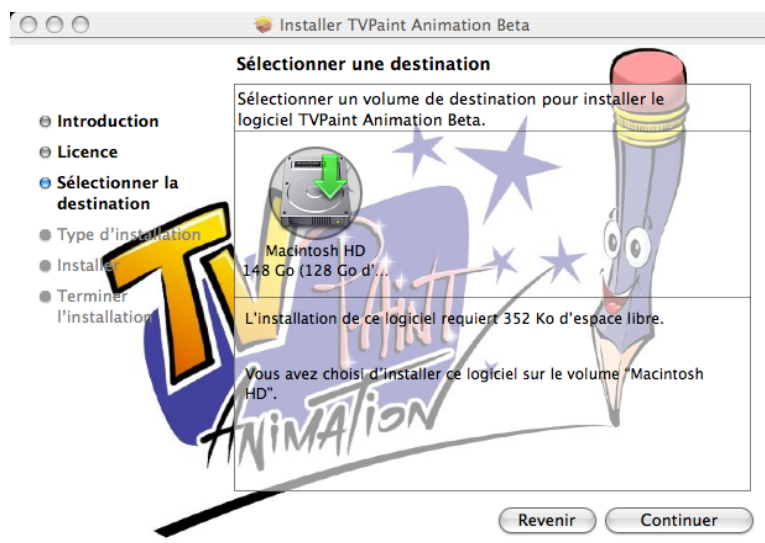 Installer TVPaint Animation Beta
Sélectionner une destination
Introduction
Licence
Sélectionner la
destination
Type d'installation
Installer
Terminer
l'installation
Sélectionner un volume de destination pour installer le
logiciel TVPaint Animation Beta.
Macintosh HD
148 Go (128 Go d'...
L'installation de ce logiciel requiert 352 Ko d'espace libre.
Vous avez choisi d'installer ce logiciel sur le volume "Macintosh
HD".
TVPaint
ANiMATiON
Revenir
Continuer